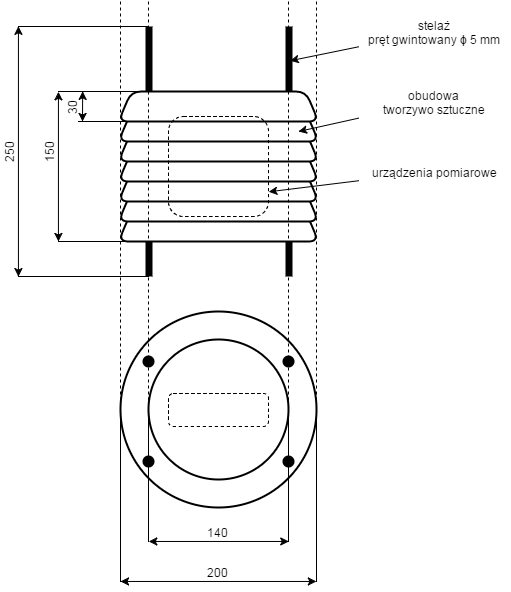 stelaż
pręt gwintowany ϕ 5 mm
obudowa
tworzywo sztuczne
30
250
150
urządzenia pomiarowe
140
200